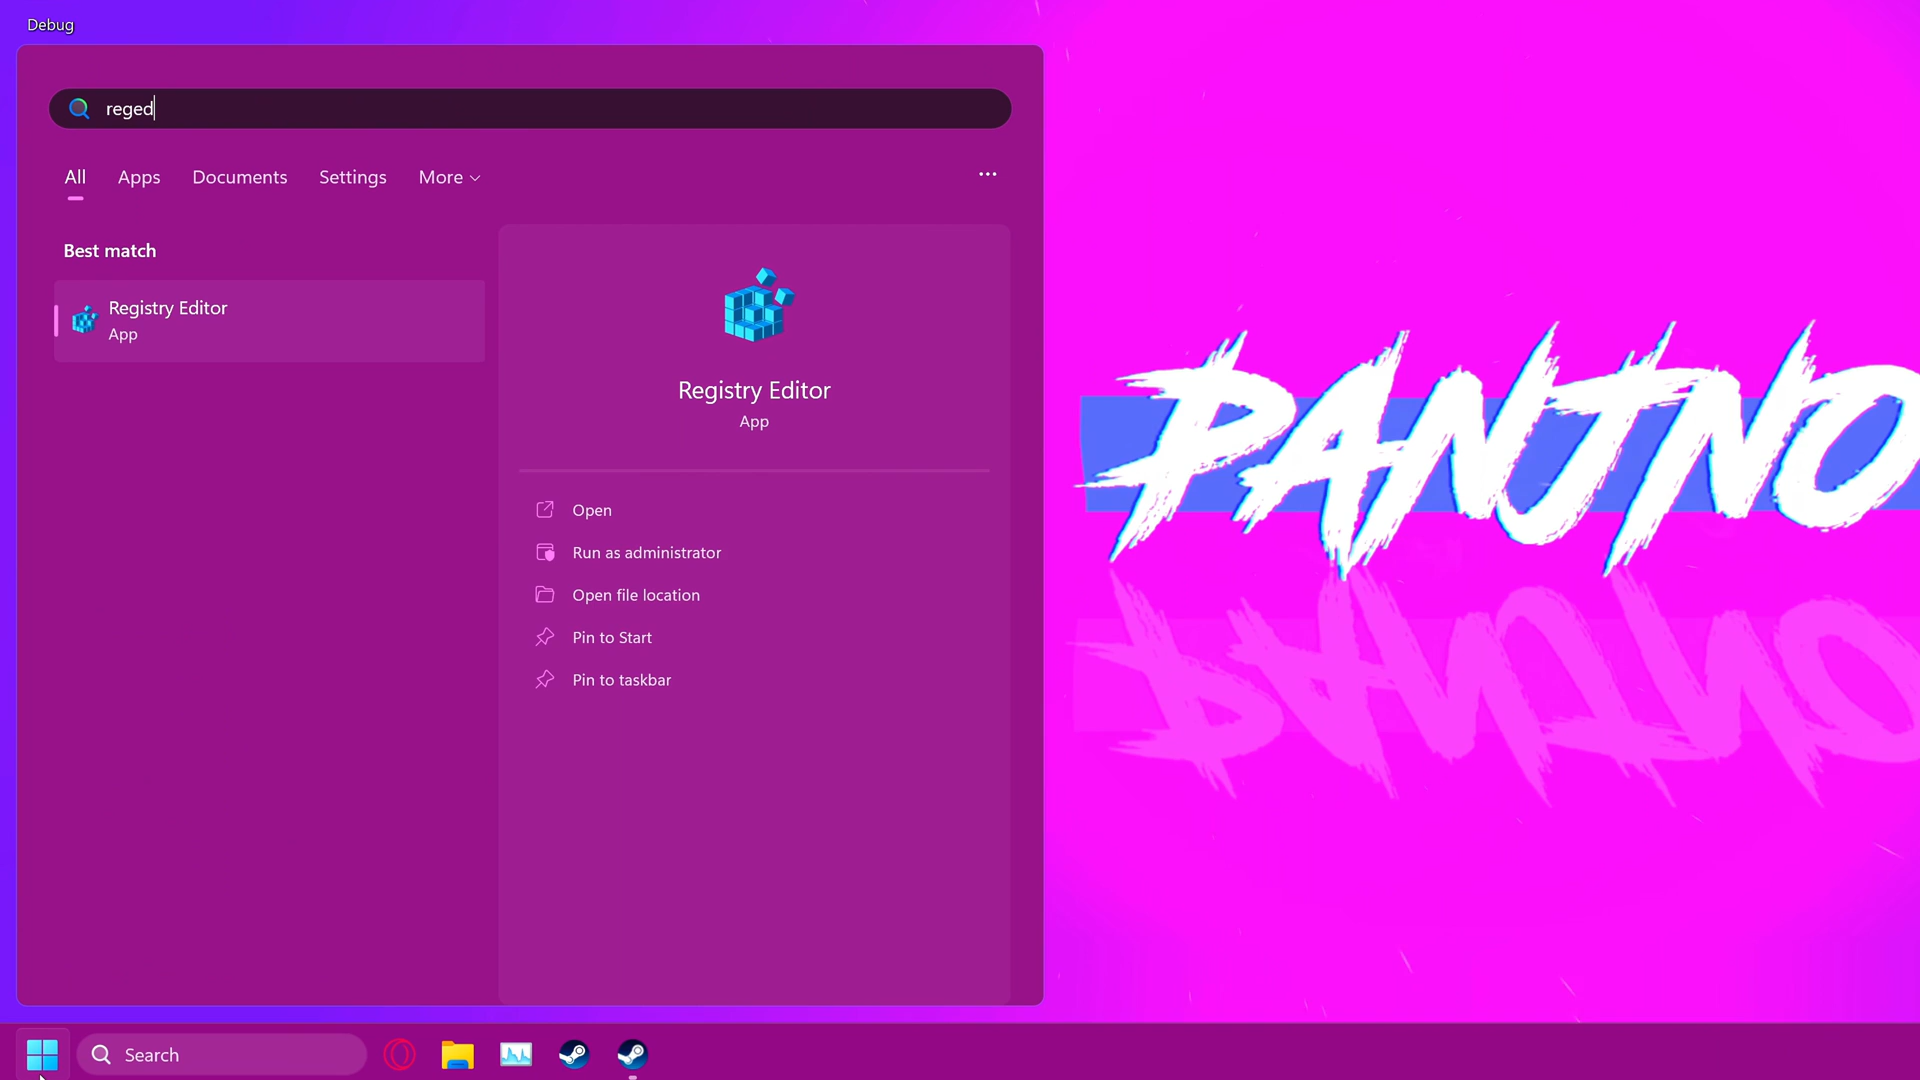 Debug
reged
All Apps Documents Settings More
Best match
Registry Editor
App
Registry Editor
App
Open
Run as administrator
Open file location
Pin to Start
Pin to taskbar
PANJNO
Search